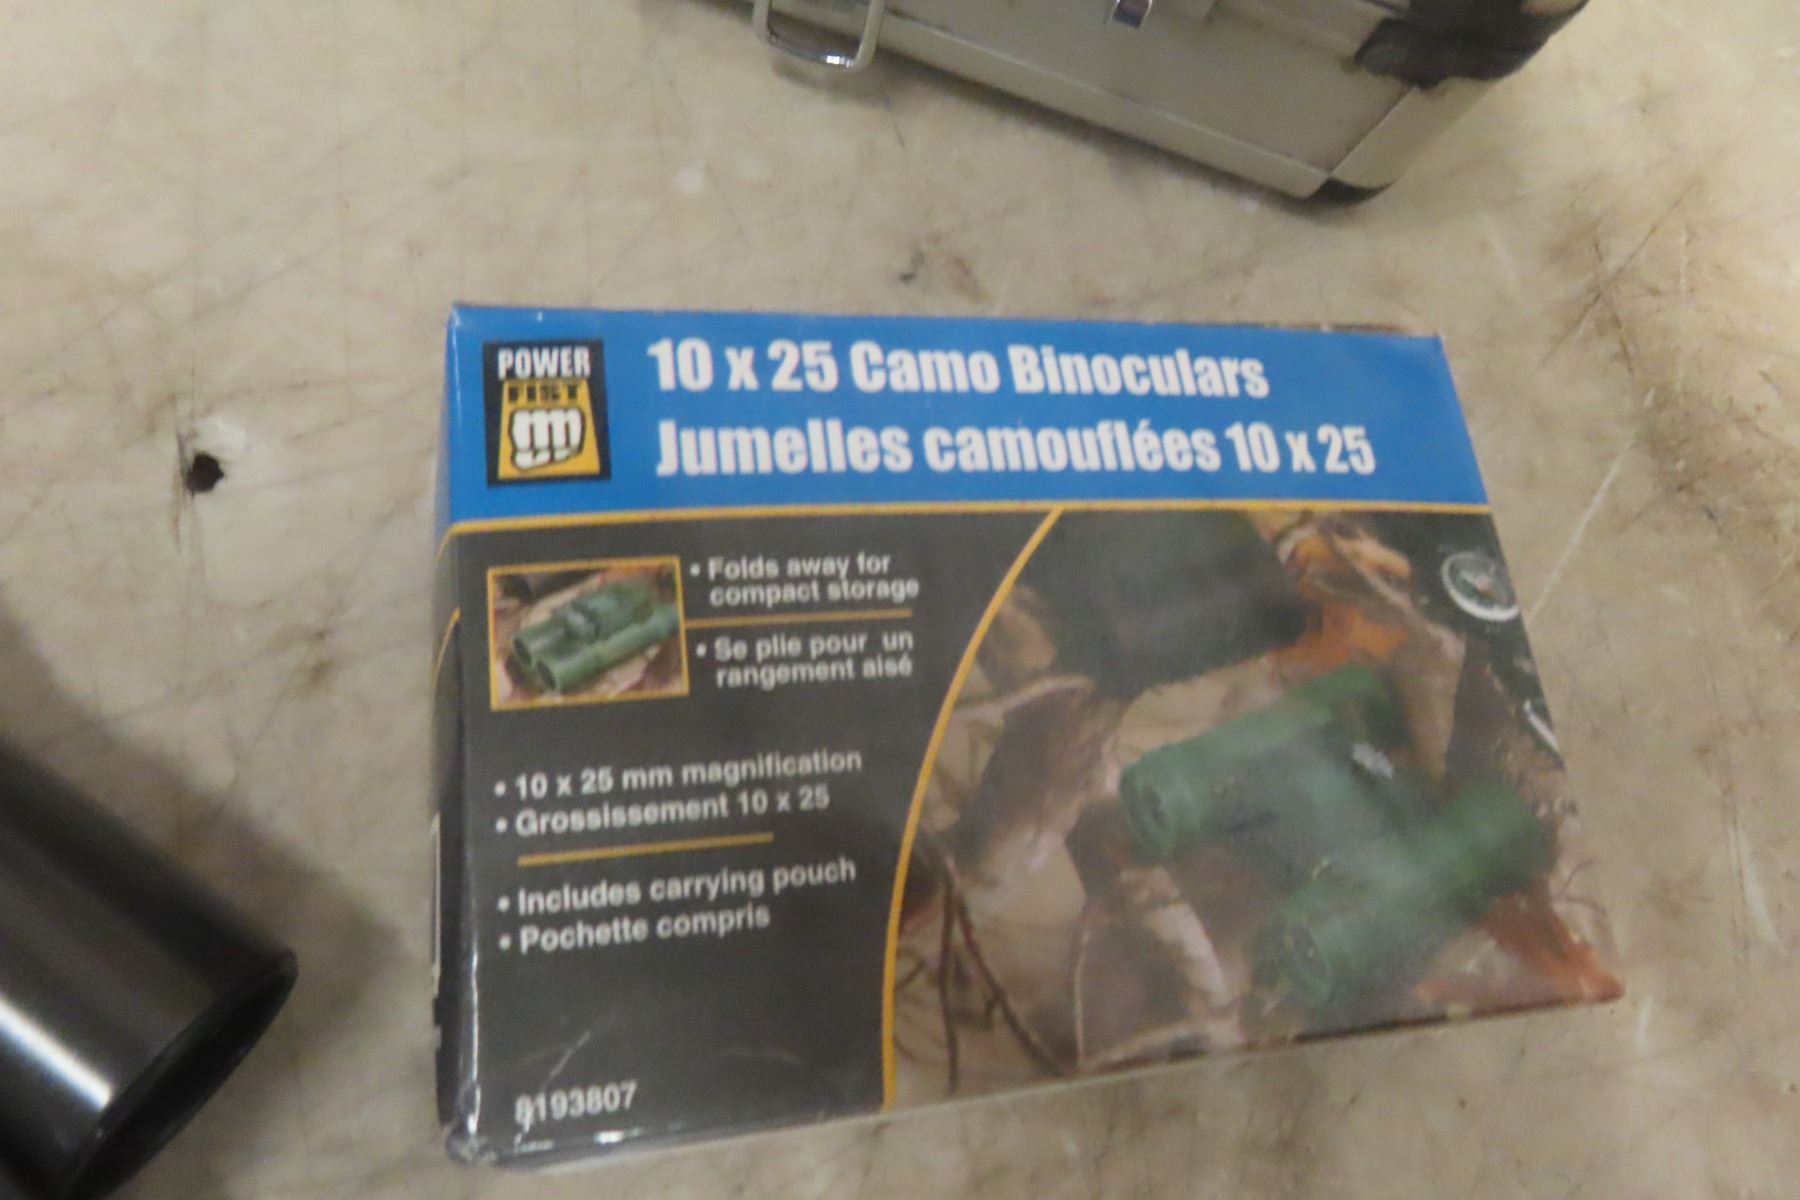 POWER
FIST
10 x 25 Camo Binoculars
Jumelles camouflées 10 x 25
• Folds away for
compact storage
• Se plie pour un
rangement aisé
• 10 x 25 mm magnification
• Grossissement 10 x 25
• Includes carrying pouch
• Pochette compris
8193807